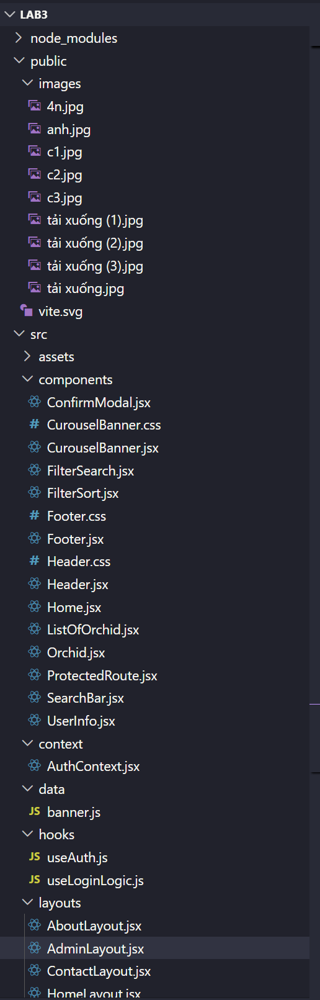 LAB3
node_modules
public
images
4n.jpg
anh.jpg
c1.jpg
c2.jpg
c3.jpg
tải xuống (1).jpg
tải xuống (2).jpg
tải xuống (3).jpg
tải xuống.jpg
vite.svg
src
assets
components
ConfirmModal.jsx
# CurouselBanner.css
CurouselBanner.jsx
FilterSearch.jsx
FilterSort.jsx
# Footer.css
Footer.jsx
# Header.css
Header.jsx
Home.jsx
ListOfOrchid.jsx
Orchid.jsx
ProtectedRoute.jsx
SearchBar.jsx
UserInfo.jsx
context
AuthContext.jsx
data
JS banner.js
hooks
JS useAuth.js
JS useLoginLogic.js
layouts
AboutLayout.jsx
AdminLayout.jsx
ContactLayout.jsx
HomeLayout.jsx